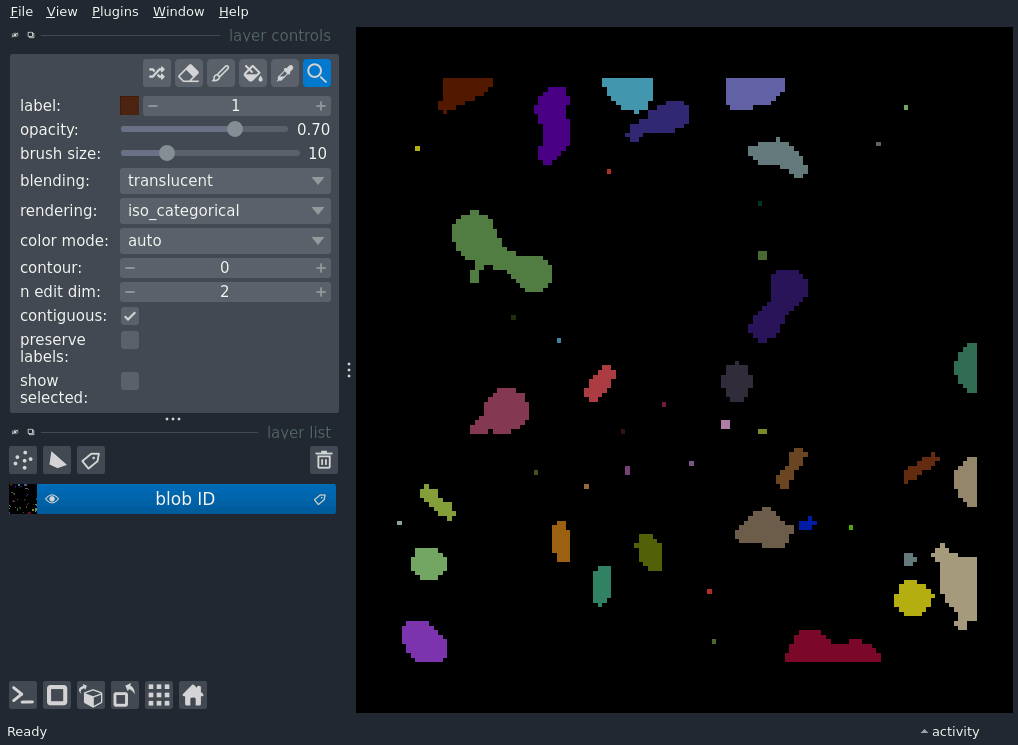 File View Plugins Window Help
layer controls
label: 1
opacity: 0.70
brush size: 10
blending: translucent
rendering: iso_categorical
color mode: auto
contour: 0
n edit dim: 2
contiguous:
preserve
labels:
show
selected:
layer list
blob ID
Ready
activity